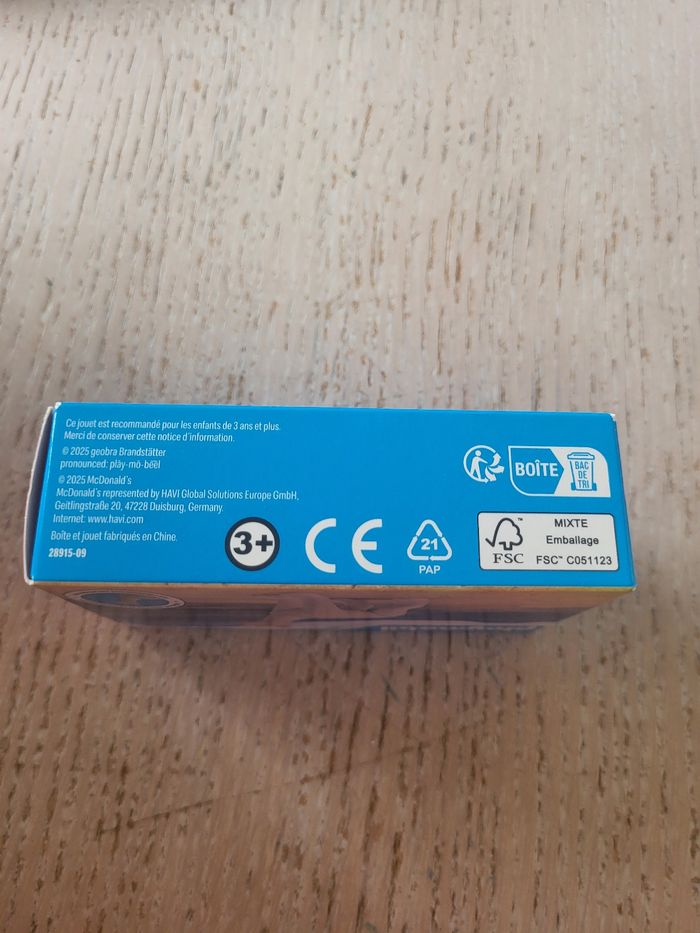 Ce jouet est recommandé pour les enfants de 3 ans et plus.
Merci de conserver cette notice d'information.
© 2025 geobra Brandstätter
pronounced: plāy-mō-bēēl
© 2025 McDonald's
McDonald's represented by HAVI Global Solutions Europe GmbH,
Geitlingstraße 20, 47228 Duisburg, Germany.
Internet: www.havi.com
Boîte et jouet fabriqués en Chine.
28915-09
3+
CE
21
PAP
BOÎTE
BAC
DE
TRI
FSC™
MIXTE
Emballage
FSC™ C051123